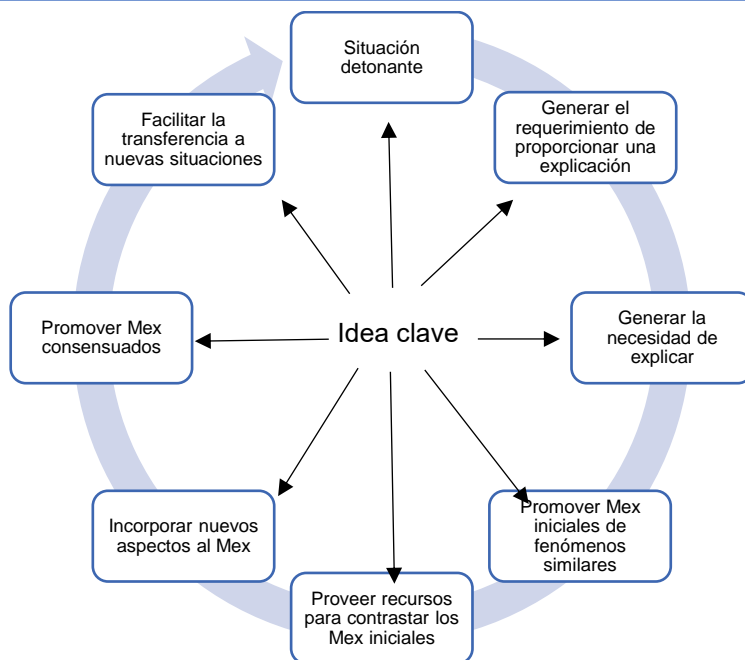 Situación
detonante
Generar el
requerimiento de
proporcionar una
explicación
Generar la
necesidad de
explicar
Promover Mex
iniciales de
fenómenos
similares
Proveer recursos
para contrastar los
Mex iniciales
Incorporar nuevos
aspectos al Mex
Promover Mex
consensuados
Facilitar la
transferencia a
nuevas situaciones
Idea clave